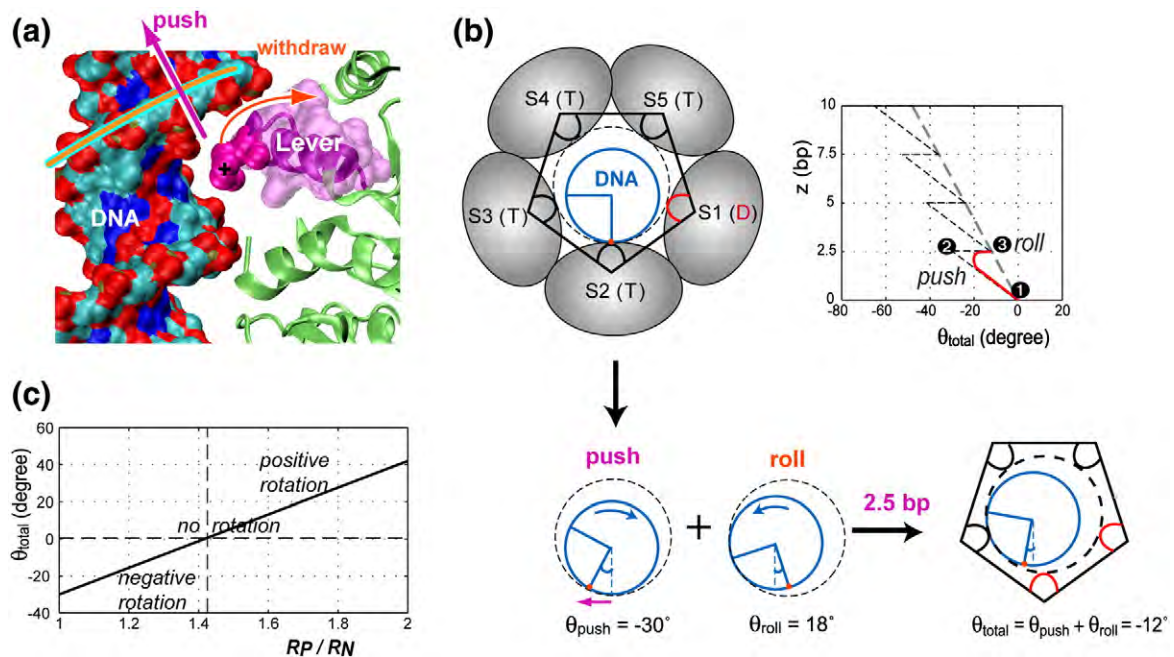 (a)
push
withdraw
Lever
+
DNA
(b)
S4 (T)
S5 (T)
DNA
S3 (T)
S1 (D)
S2 (T)
z (bp)
10
7.5
5
2.5
0
2
3
roll
push
1
-80 -60 -40 -20 0 20
θtotal (degree)
(c)
θtotal (degree)
60
40
20
0
-20
-40
positive
rotation
no rotation
negative
rotation
1 1.2 1.4 1.6 1.8 2
RP / RN
push
roll
+
2.5 bp
θpush = -30°
θroll = 18°
θtotal = θpush + θroll = -12°